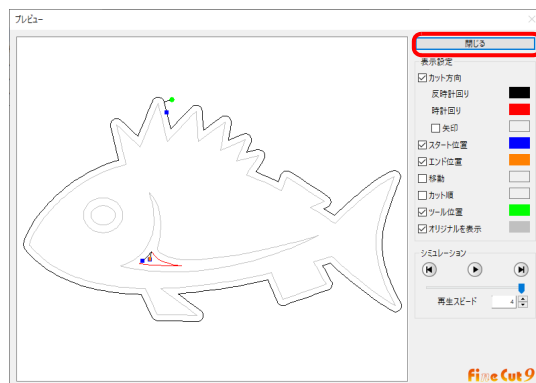 プレビュー
閉じる
表示設定
カット方向
反時計回り
時計回り
矢印
スタート位置
エンド位置
移動
カット順
ツール位置
オリジナルを表示
シミュレーション
再生スピード 4
Fine Cut 9